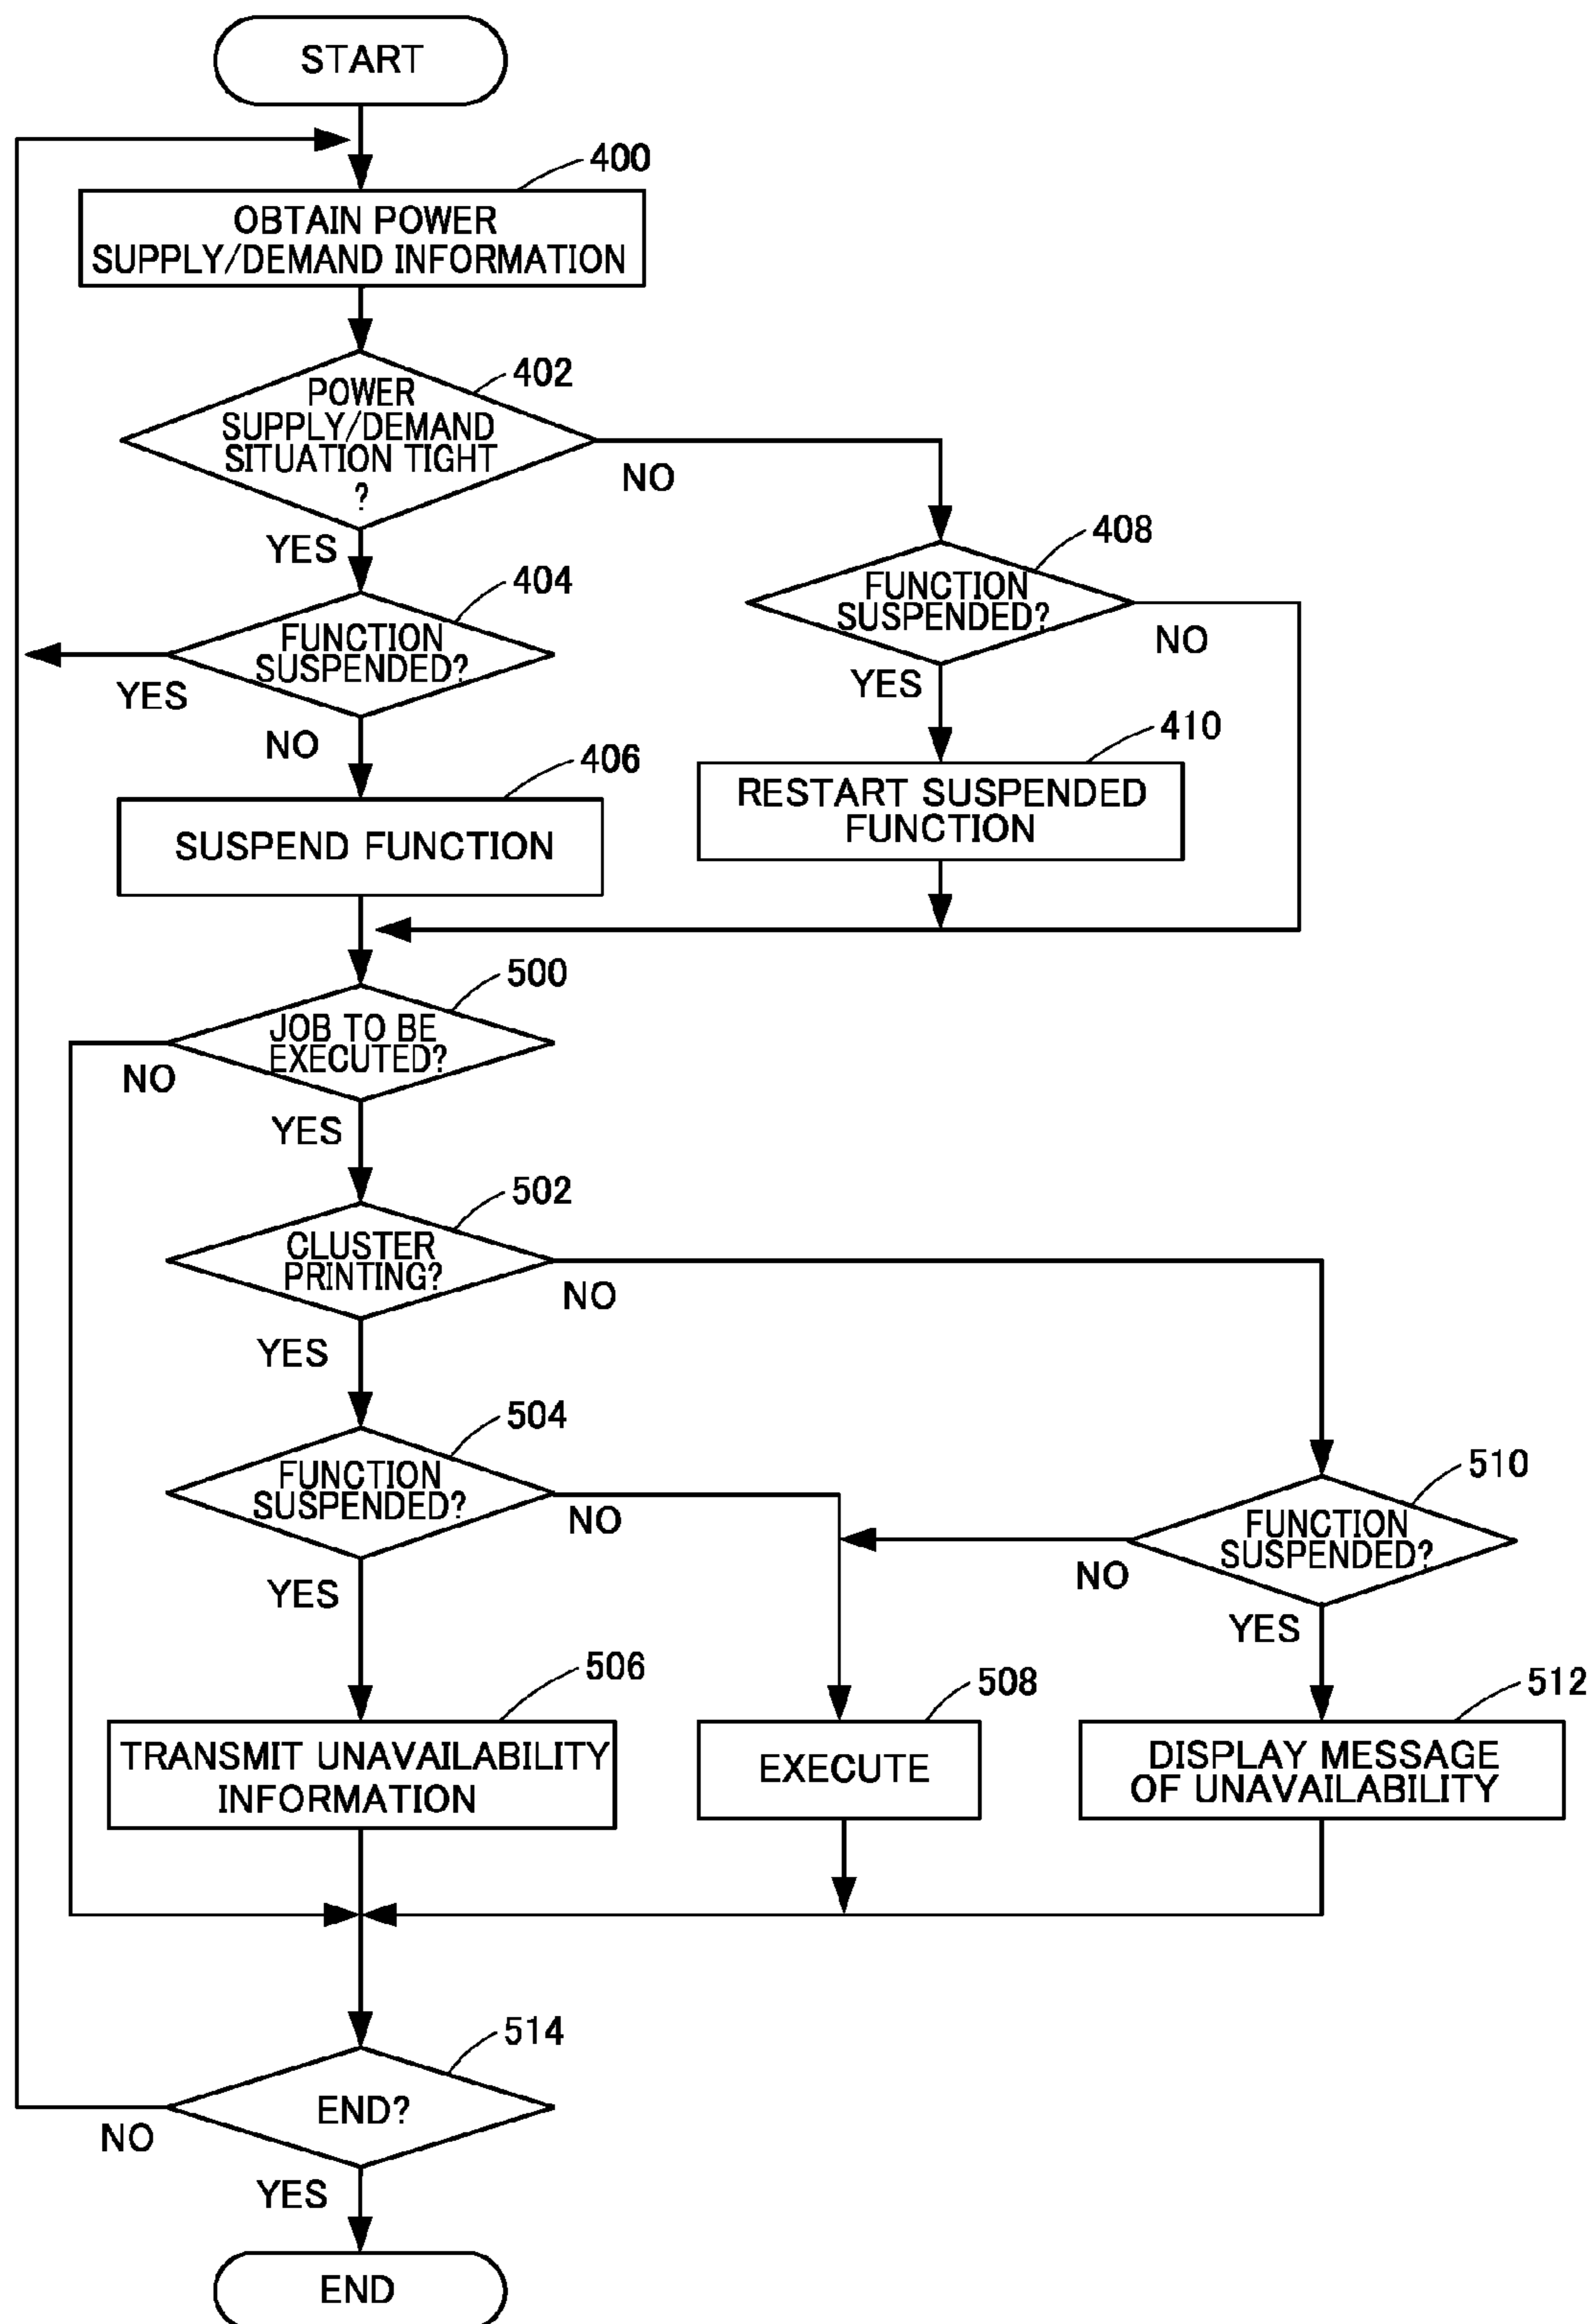 START
400
OBTAIN POWER
SUPPLY/DEMAND INFORMATION
402
POWER
SUPPLY/DEMAND
SITUATION TIGHT
?
NO
YES
408
FUNCTION
SUSPENDED?
NO
YES
404
FUNCTION
SUSPENDED?
YES
NO
410
RESTART SUSPENDED
FUNCTION
406
SUSPEND FUNCTION
500
JOB TO BE
EXECUTED?
NO
YES
502
CLUSTER
PRINTING?
NO
YES
504
FUNCTION
SUSPENDED?
NO
YES
510
FUNCTION
SUSPENDED?
NO
YES
506
TRANSMIT UNAVAILABILITY
INFORMATION
508
EXECUTE
512
DISPLAY MESSAGE
OF UNAVAILABILITY
514
END?
NO
YES
END